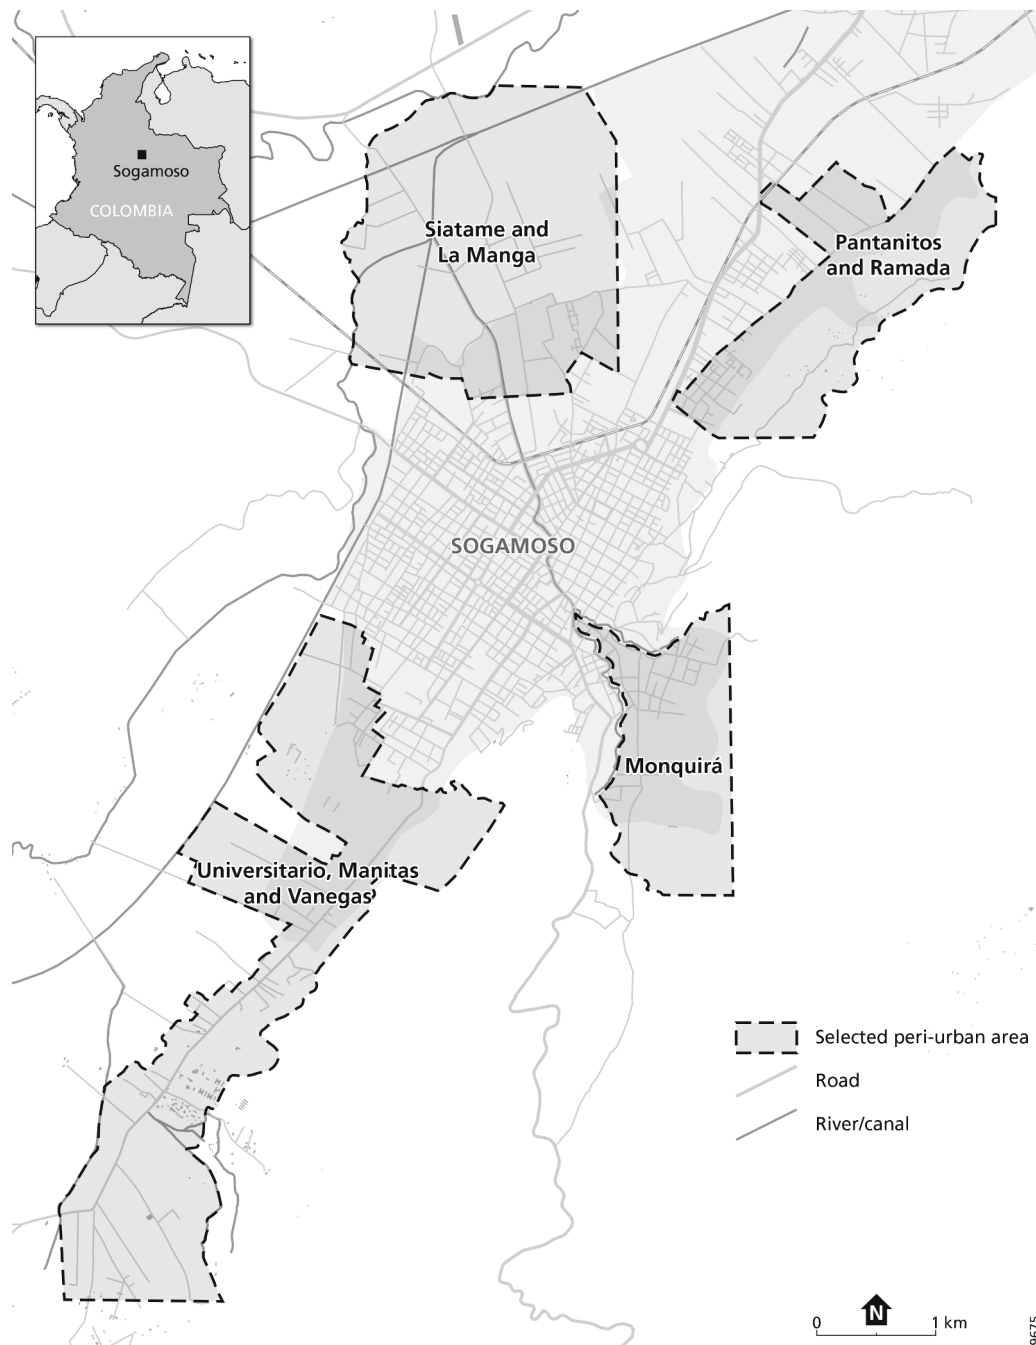 Sogamoso
COLOMBIA
Siatame and
La Manga
Pantanitos
and Ramada
SOGAMOSO
Monquirá
Universitario, Manitas
and Vanegas
Selected peri-urban area
Road
River/canal
N
0 1 km
9675